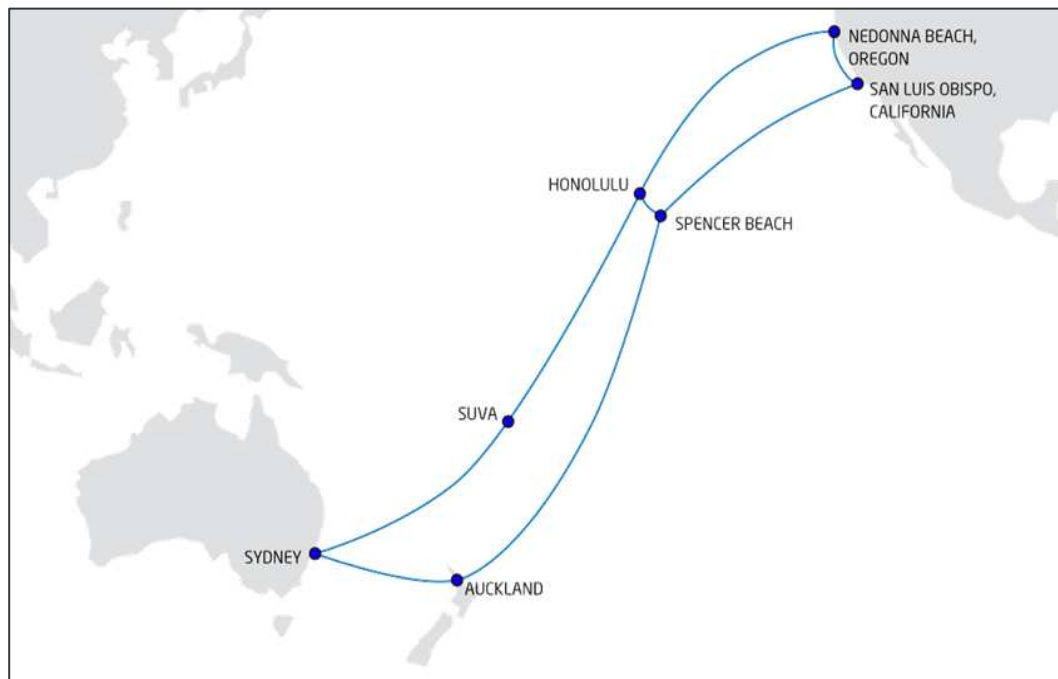 NEDONNA BEACH,
OREGON
SAN LUIS OBISPO,
CALIFORNIA
HONOLULU
SPENCER BEACH
SUVA
SYDNEY
AUCKLAND